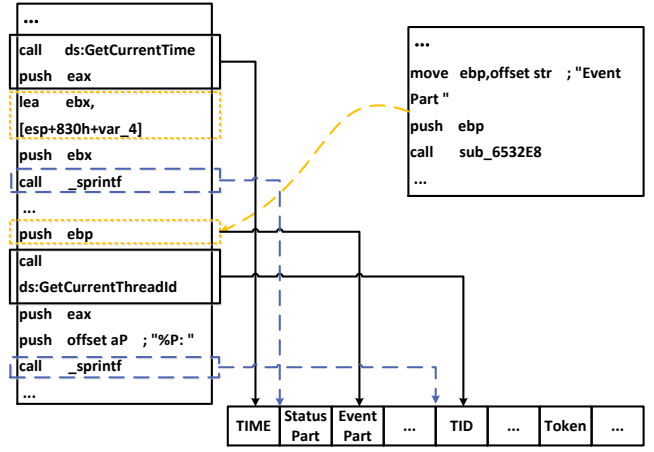 ...
call ds:GetCurrentTime
push eax
lea ebx,
[esp+830h+var_4]
push ebx
call _sprintf
...
push ebp
call
ds:GetCurrentThreadId
push eax
push offset aP ; "%P: "
call _sprintf
...
...
move ebp,offset str ; "Event
Part "
push ebp
call sub_6532E8
...
TIME
Status
Part
Event
Part
...
TID
...
Token
...